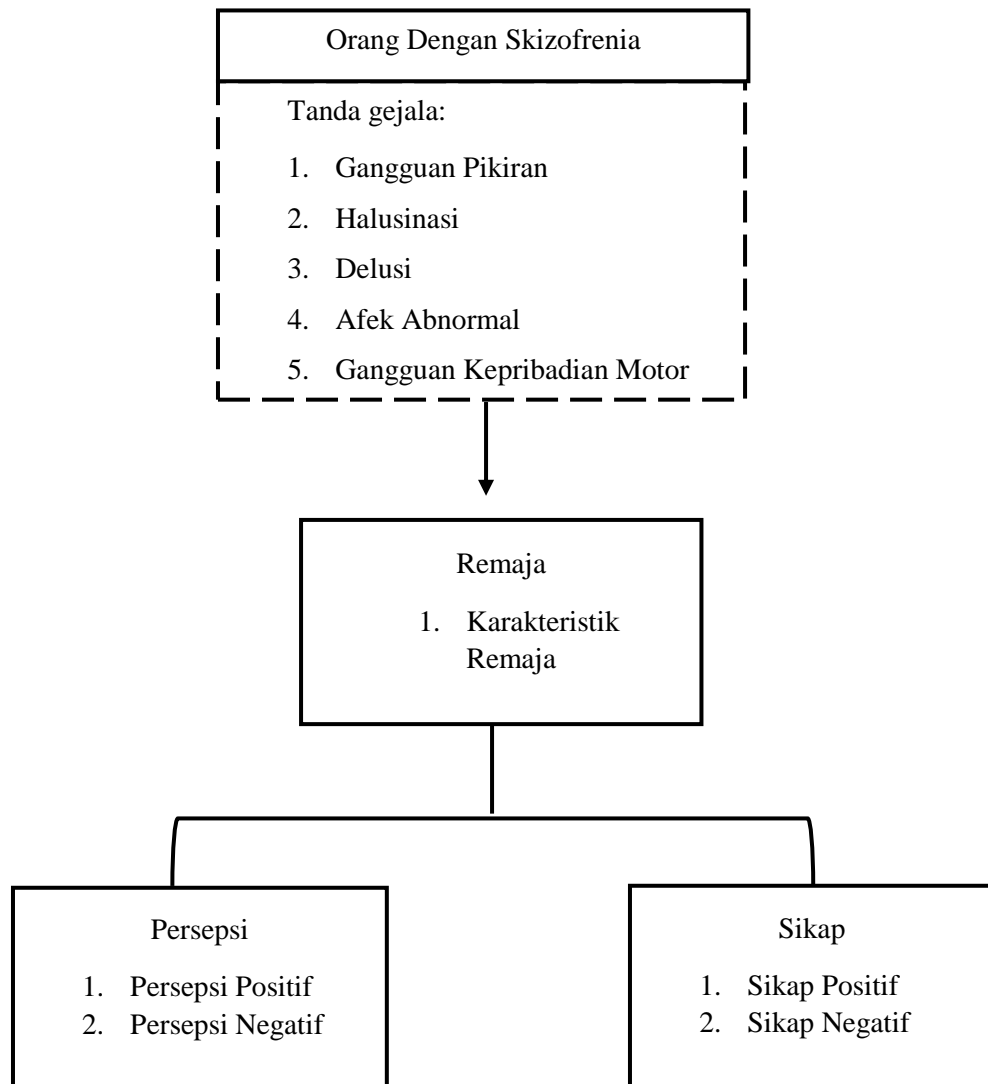 Orang Dengan Skizofrenia
Tanda gejala:
1. Gangguan Pikiran
2. Halusinasi
3. Delusi
4. Afek Abnormal
5. Gangguan Kepribadian Motor
Remaja
1. Karakteristik
Remaja
Persepsi
1. Persepsi Positif
2. Persepsi Negatif
Sikap
1. Sikap Positif
2. Sikap Negatif